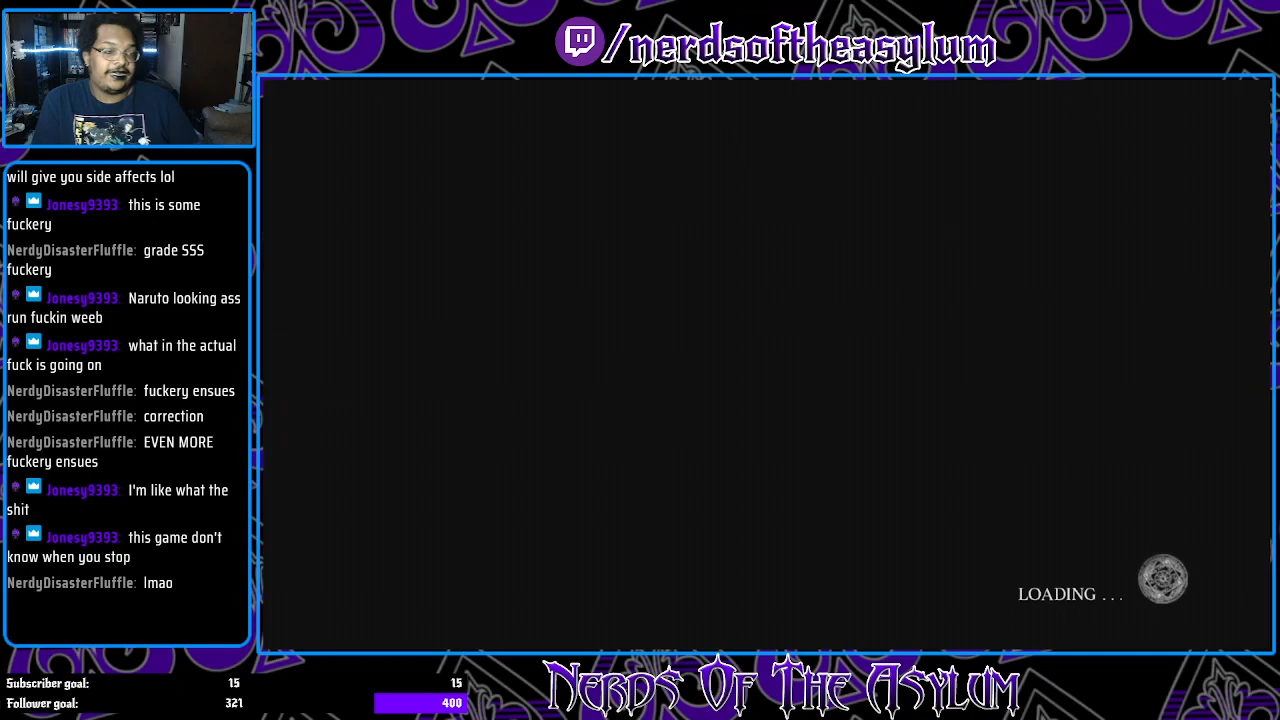 /nerdsoftheasylum
will give you side affects lol
Jonesy9393: this is some
fuckery
NerdyDisasterFluffle: grade SSS
fuckery
Jonesy9393: Naruto looking ass
run fuckin weeb
Jonesy9393: what in the actual
fuck is going on
NerdyDisasterFluffle: fuckery ensues
NerdyDisasterFluffle: correction
NerdyDisasterFluffle: EVEN MORE
fuckery ensues
Jonesy9393: I'm like what the
shit
Jonesy9393: this game don't
know when you stop
NerdyDisasterFluffle: lmao
LOADING . . .
Subscriber goal: 15 15
Follower goal: 321 400
Nerds Of The Asylum